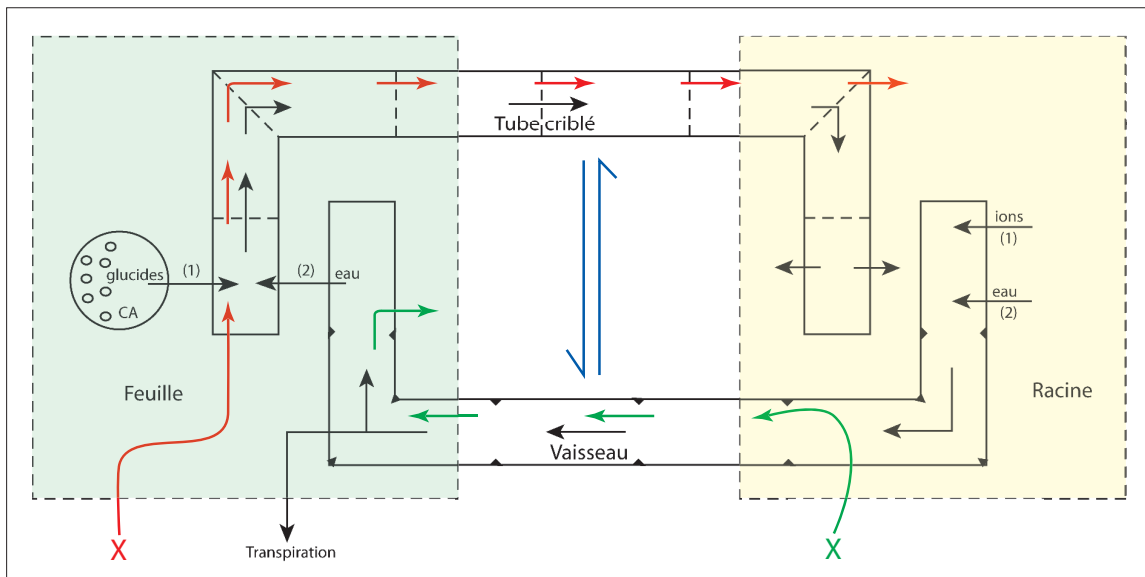 Tube criblé
glucides
(1)
(2)
eau
CA
ions
(1)
eau
(2)
Feuille
Racine
Vaisseau
X
Transpiration
X